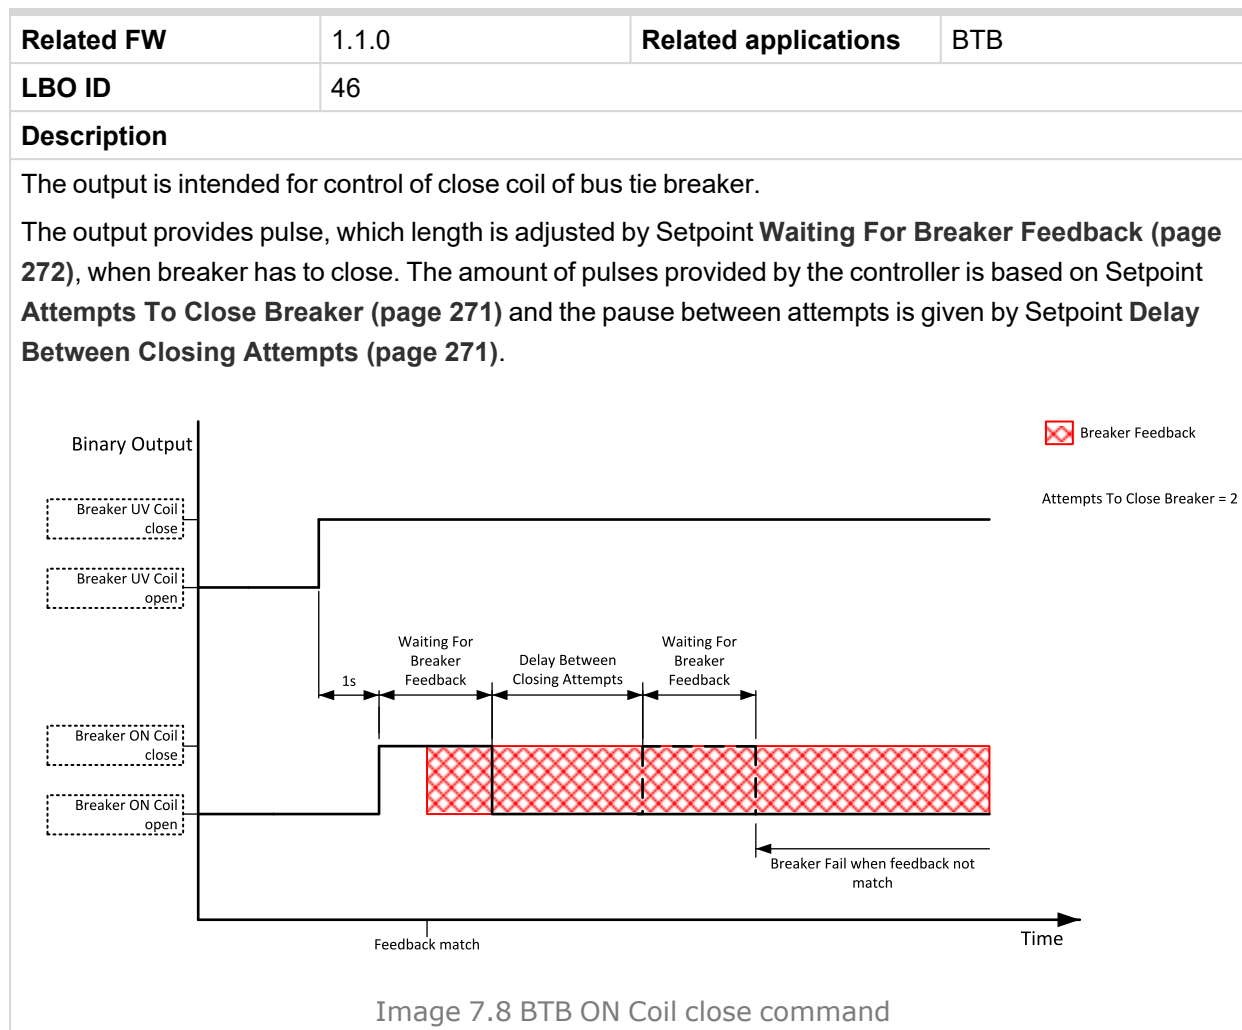 Related FW 1.1.0 Related applications BTB
LBO ID 46
Description
The output is intended for control of close coil of bus tie breaker.
The output provides pulse, which length is adjusted by Setpoint Waiting For Breaker Feedback (page
272), when breaker has to close. The amount of pulses provided by the controller is based on Setpoint
Attempts To Close Breaker (page 271) and the pause between attempts is given by Setpoint Delay
Between Closing Attempts (page 271).
Binary Output
Breaker Feedback
Attempts To Close Breaker = 2
Breaker UV Coil
close
Breaker UV Coil
open
1s
Waiting For
Breaker
Feedback
Delay Between
Closing Attempts
Waiting For
Breaker
Feedback
Breaker ON Coil
close
Breaker ON Coil
open
Breaker Fail when feedback not
match
Feedback match
Time
Image 7.8 BTB ON Coil close command